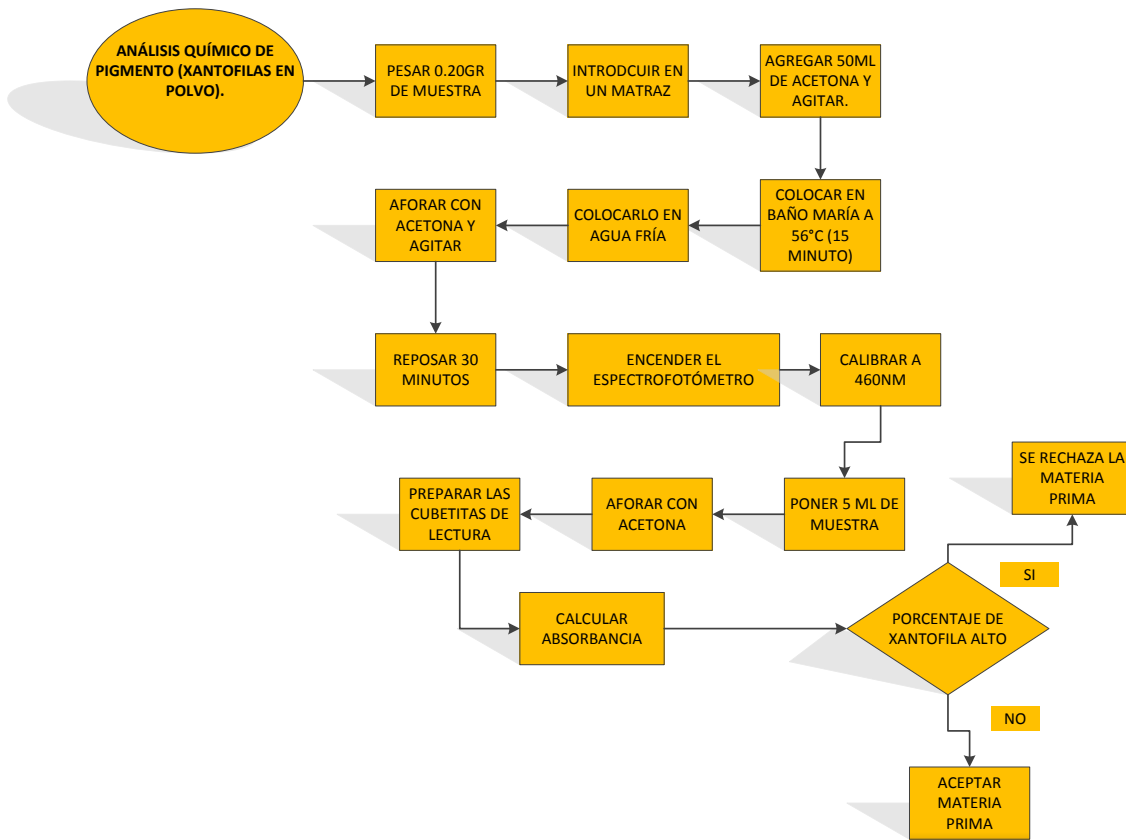 ANÁLISIS QUÍMICO DE
PIGMENTO (XANTOFILAS EN
POLVO).
PESAR 0.20GR
DE MUESTRA
INTRODCUIR EN
UN MATRAZ
AGREGAR 50ML
DE ACETONA Y
AGITAR.
COLOCAR EN
BAÑO MARÍA A
56°C (15
MINUTO)
COLOCARLO EN
AGUA FRÍA
AFORAR CON
ACETONA Y
AGITAR
REPOSAR 30
MINUTOS
ENCENDER EL
ESPECTROFOTÓMETRO
CALIBRAR A
460NM
PONER 5 ML DE
MUESTRA
AFORAR CON
ACETONA
PREPARAR LAS
CUBETITAS DE
LECTURA
CALCULAR
ABSORBANCIA
PORCENTAJE DE
XANTOFILA ALTO
SI
SE RECHAZA LA
MATERIA
PRIMA
NO
ACEPTAR
MATERIA
PRIMA